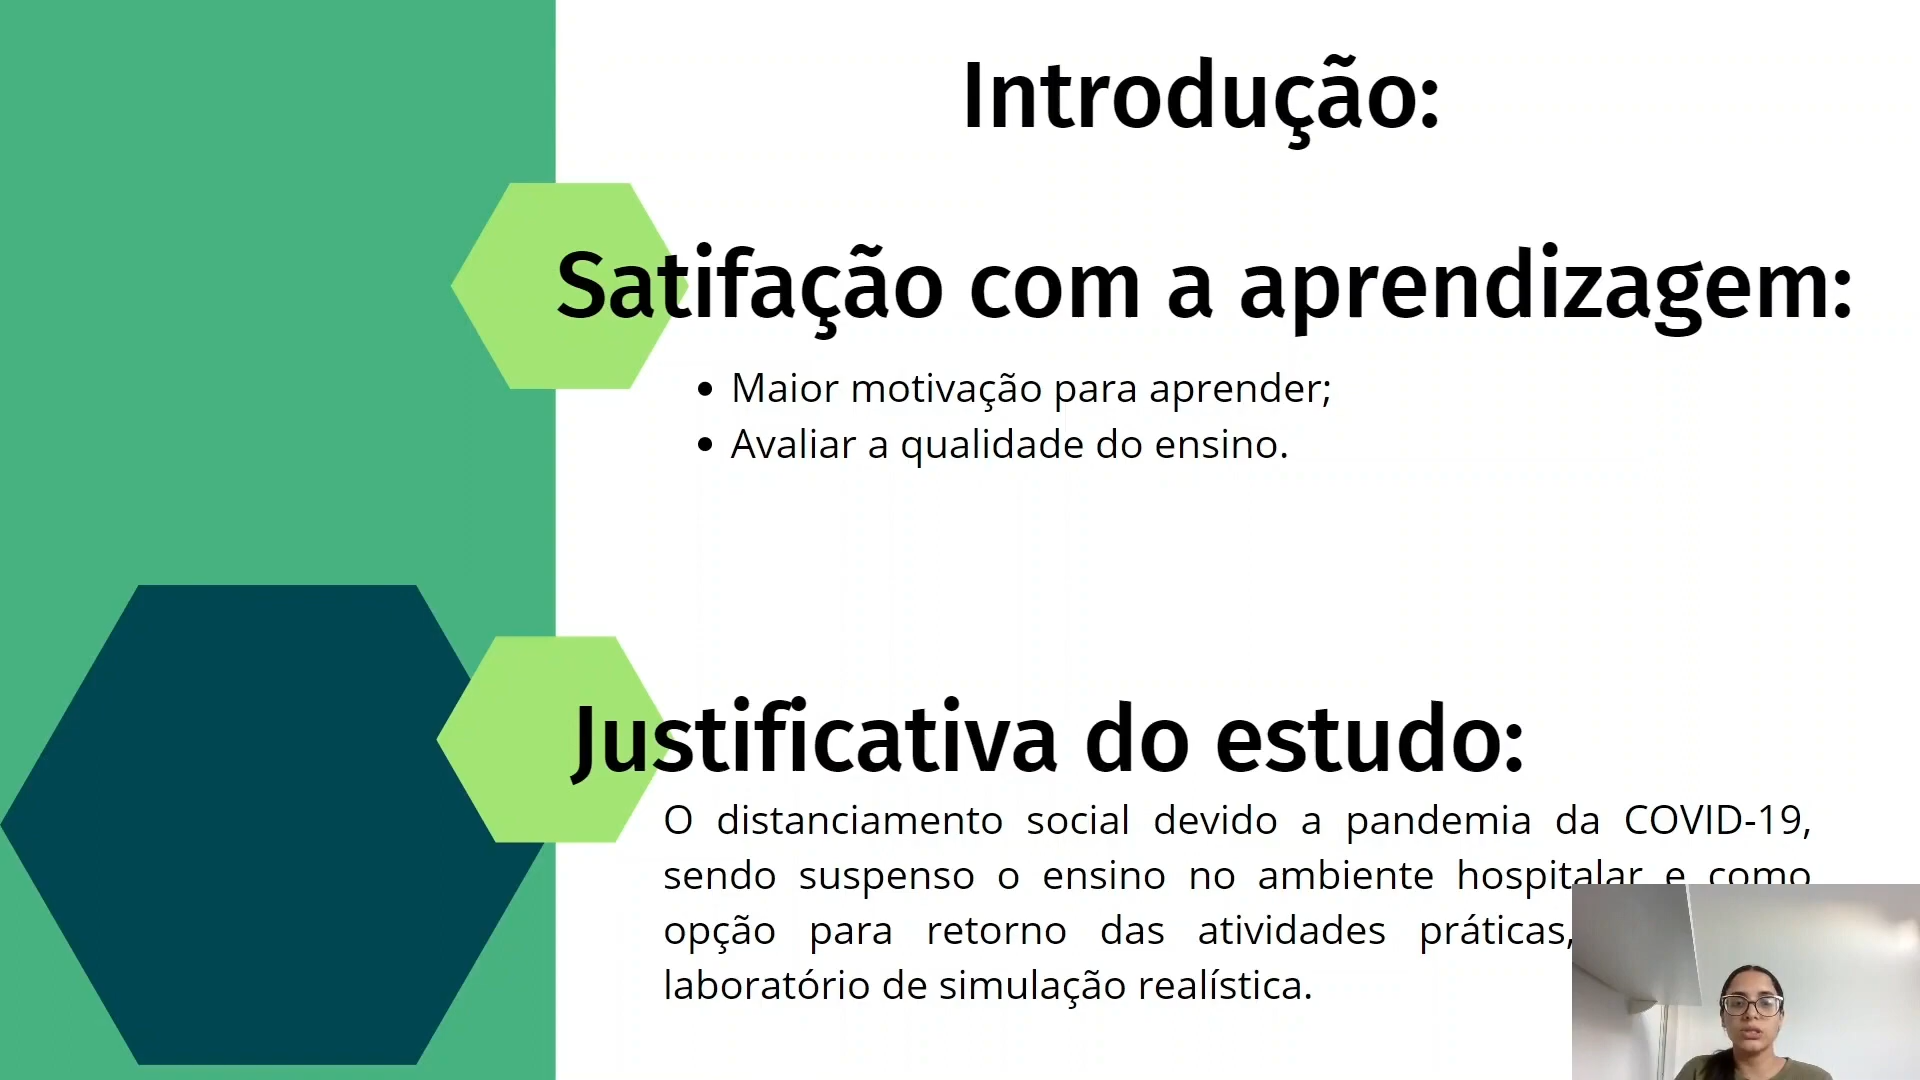 Introdução:
Satifação com a aprendizagem:
• Maior motivação para aprender;
• Avaliar a qualidade do ensino.
Justificativa do estudo:
O distanciamento social devido a pandemia da COVID-19,
sendo suspenso o ensino no ambiente hospitalar e como
opção para retorno das atividades práticas,
laboratório de simulação realística.